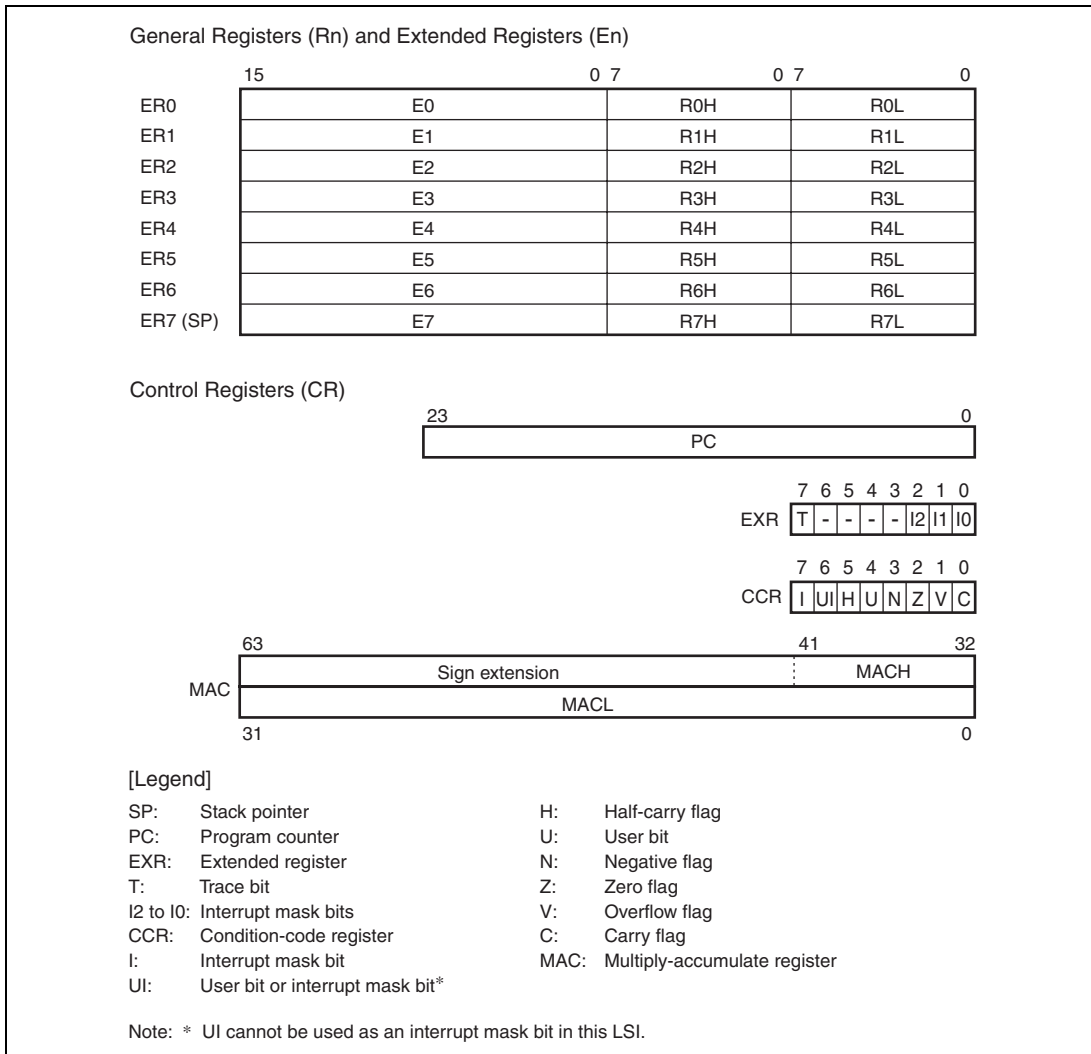 General Registers (Rn) and Extended Registers (En)
15 0 7 0 7 0
ER0 E0 R0H R0L
ER1 E1 R1H R1L
ER2 E2 R2H R2L
ER3 E3 R3H R3L
ER4 E4 R4H R4L
ER5 E5 R5H R5L
ER6 E6 R6H R6L
ER7 (SP) E7 R7H R7L
Control Registers (CR)
23 0
PC
7 6 5 4 3 2 1 0
EXR T - - - - I2 I1 I0
7 6 5 4 3 2 1 0
CCR I UI H U N Z V C
63 41 32
Sign extension MACH
MAC
MACL
31 0
[Legend]
SP: Stack pointer H: Half-carry flag
PC: Program counter U: User bit
EXR: Extended register N: Negative flag
T: Trace bit Z: Zero flag
I2 to I0: Interrupt mask bits V: Overflow flag
CCR: Condition-code register C: Carry flag
I: Interrupt mask bit MAC: Multiply-accumulate register
UI: User bit or interrupt mask bit*
Note: * UI cannot be used as an interrupt mask bit in this LSI.